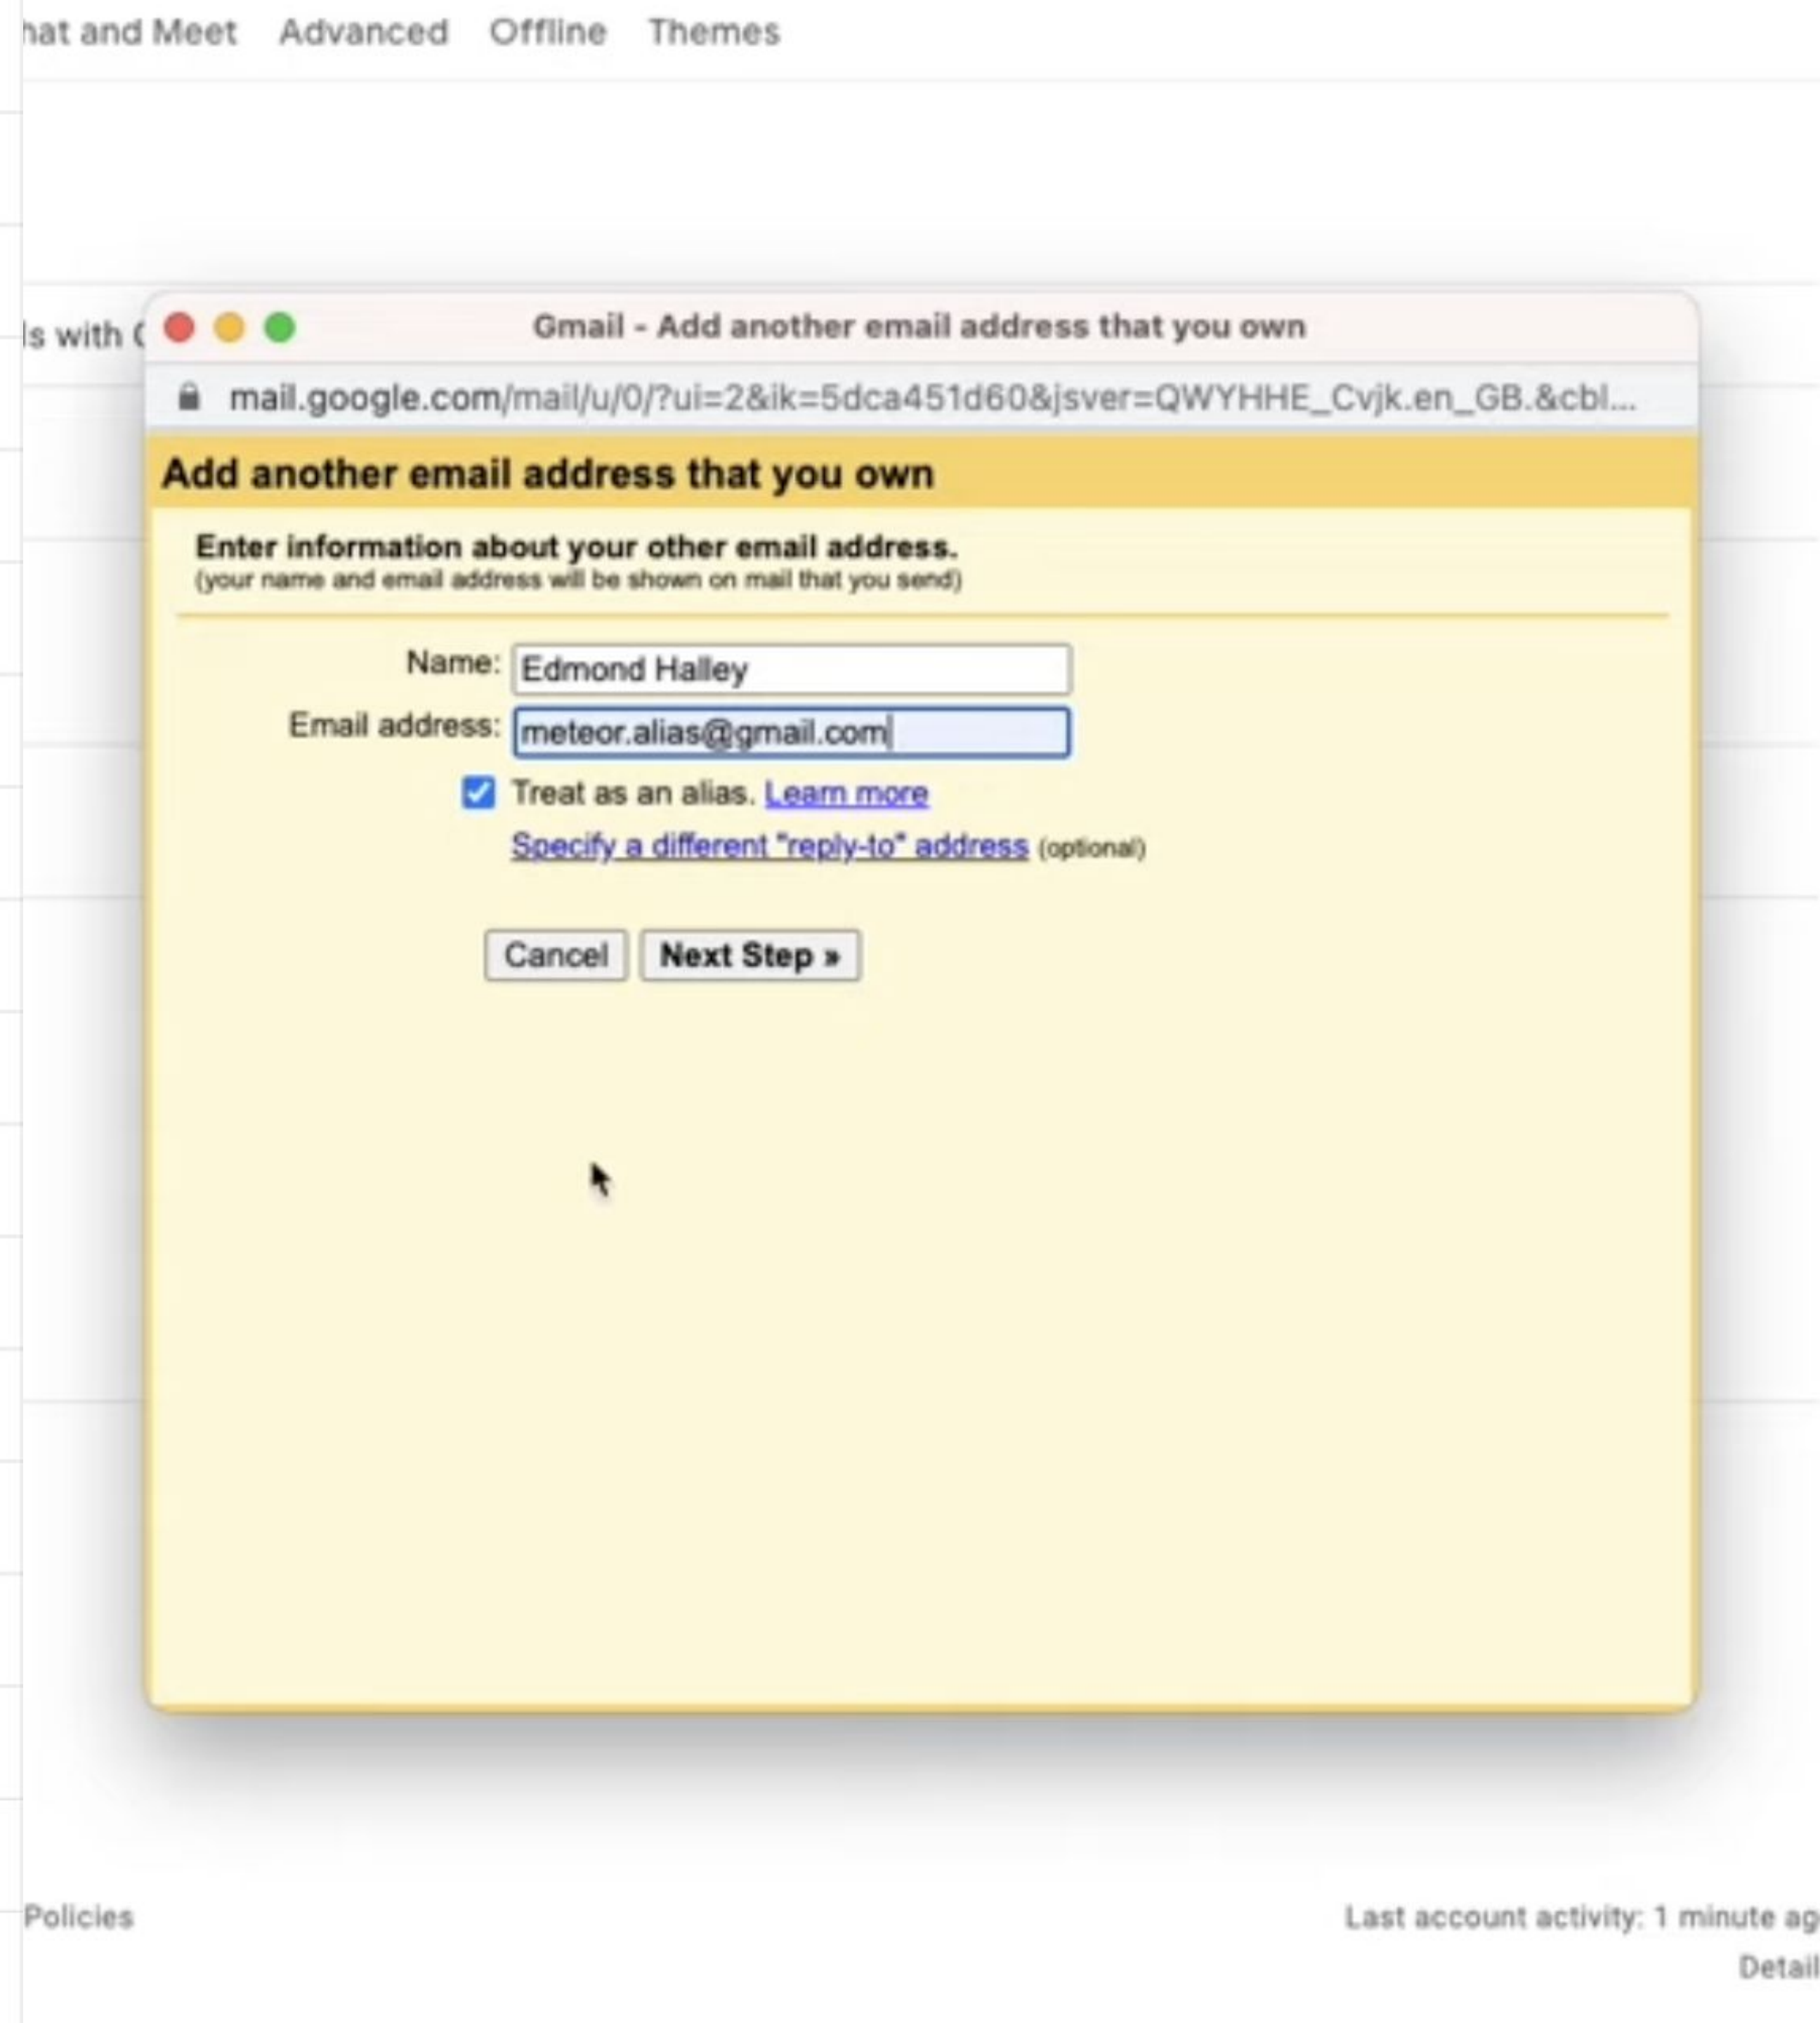 hat and Meet Advanced Offline Themes
ls with
Gmail - Add another email address that you own
mail.google.com/mail/u/0/?ui=2&ik=5dca451d60&jsver=QWYHHE_Cvjk.en_GB.&cbl...
Add another email address that you own
Enter information about your other email address.
(your name and email address will be shown on mail that you send)
Name: Edmond Halley
Email address: meteor.alias@gmail.com
Treat as an alias. Learn more
Specify a different "reply-to" address (optional)
Cancel Next Step »
Policies
Last account activity: 1 minute ag
Detail